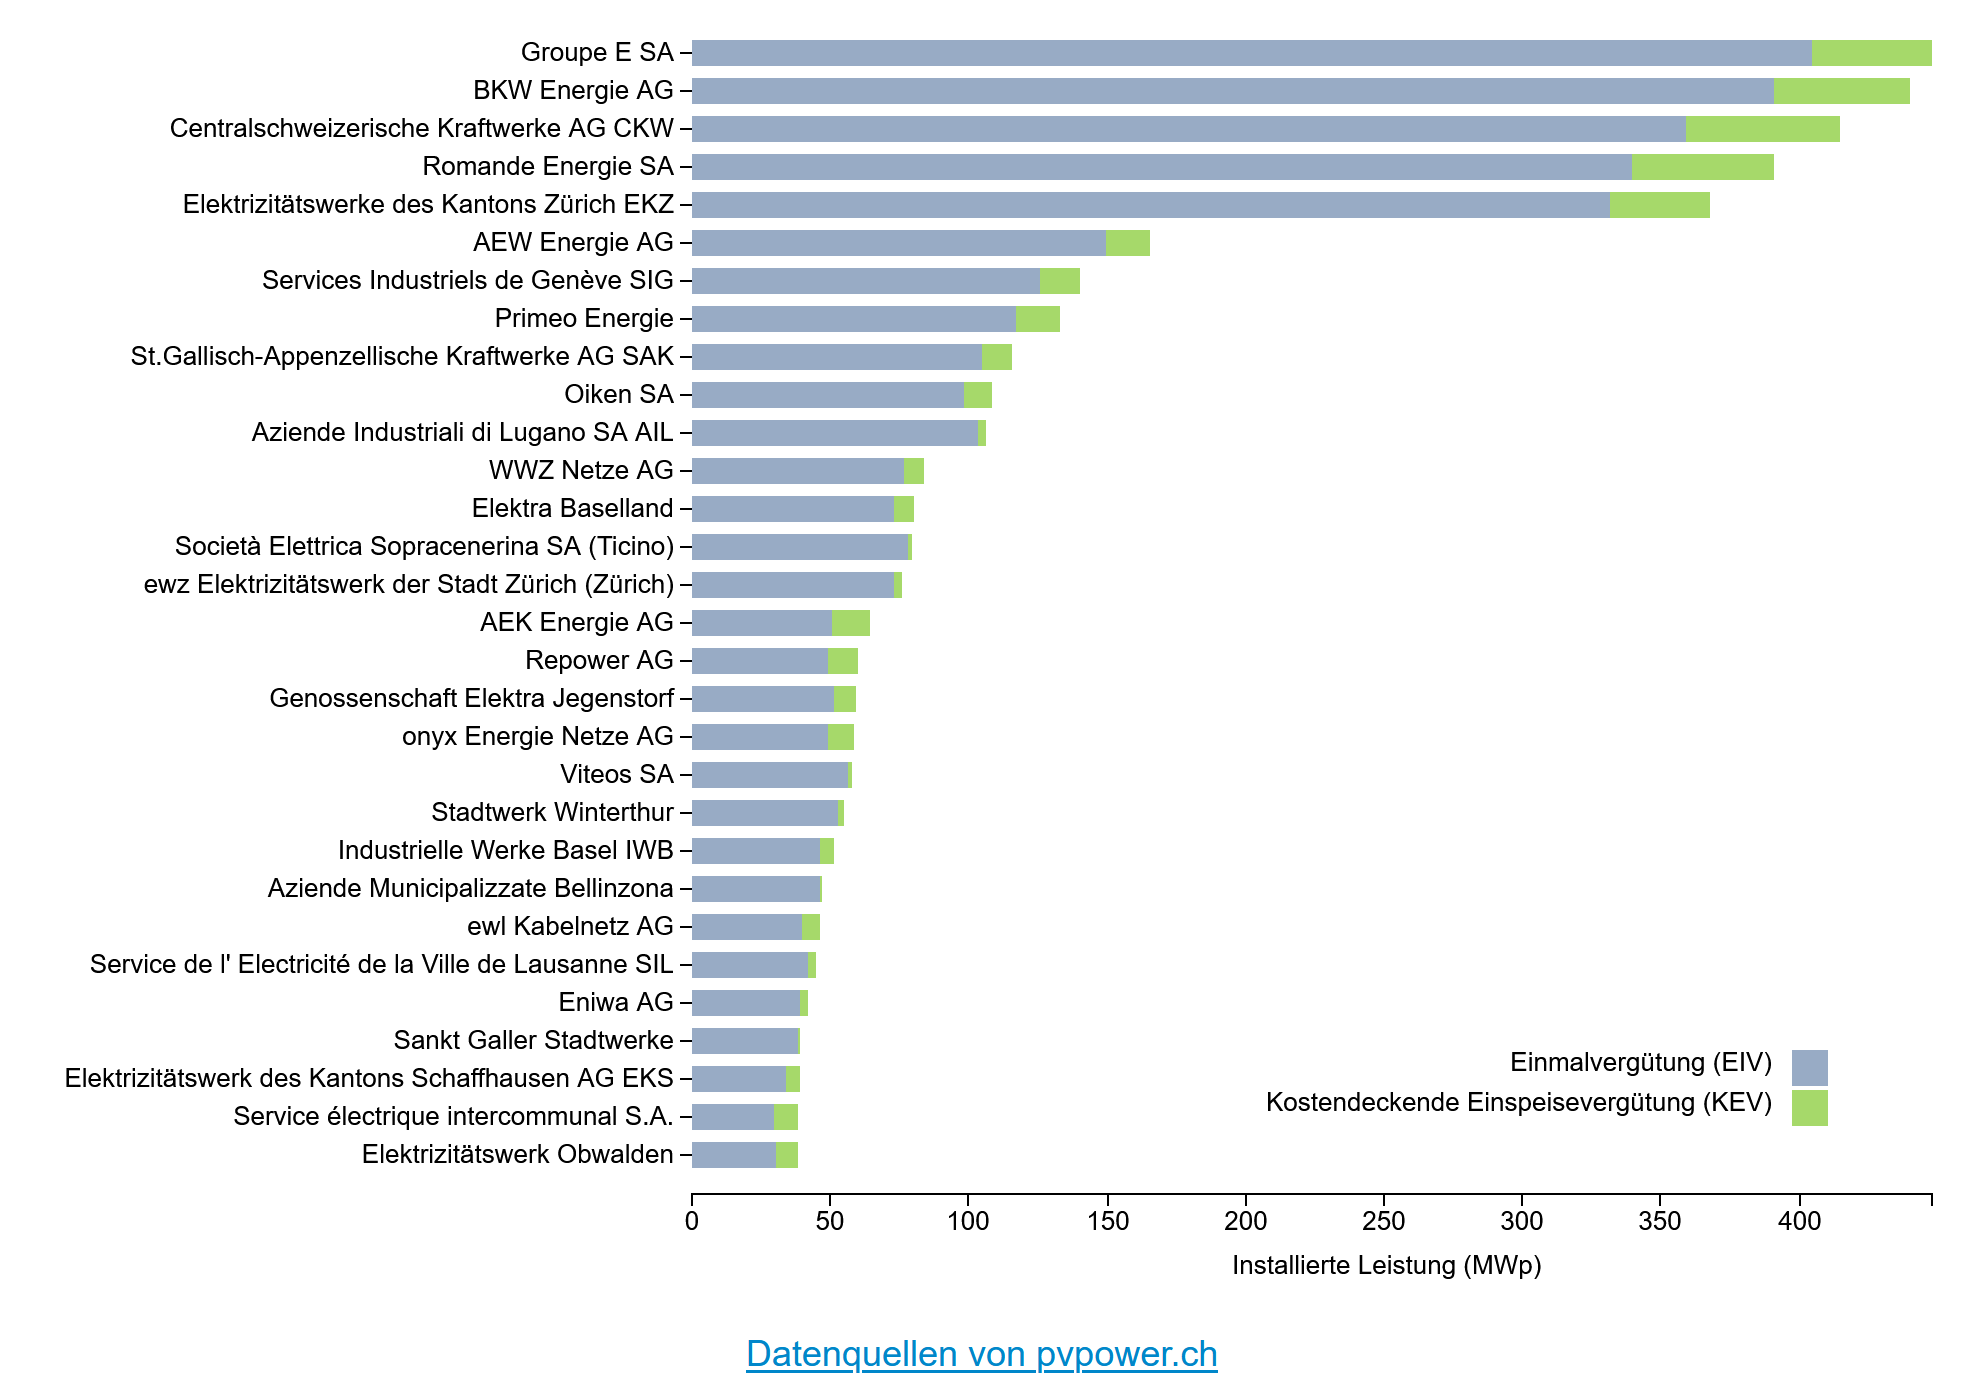 Groupe E SA
BKW Energie AG
Centralschweizerische Kraftwerke AG CKW
Romande Energie SA
Elektrizitätswerke des Kantons Zürich EKZ
AEW Energie AG
Services Industriels de Genève SIG
Primeo Energie
St.Gallisch-Appenzellische Kraftwerke AG SAK
Oiken SA
Aziende Industriali di Lugano SA AIL
WWZ Netze AG
Elektra Baselland
Società Elettrica Sopracenerina SA (Ticino)
ewz Elektrizitätswerk der Stadt Zürich (Zürich)
AEK Energie AG
Repower AG
Genossenschaft Elektra Jegenstorf
onyx Energie Netze AG
Viteos SA
Stadtwerk Winterthur
Industrielle Werke Basel IWB
Aziende Municipalizzate Bellinzona
ewl Kabelnetz AG
Service de l' Electricité de la Ville de Lausanne SIL
Eniwa AG
Sankt Galler Stadtwerke
Elektrizitätswerk des Kantons Schaffhausen AG EKS
Service électrique intercommunal S.A.
Elektrizitätswerk Obwalden
Einmalvergütung (EIV)
Kostendeckende Einspeisevergütung (KEV)
0 50 100 150 200 250 300 350 400
Installierte Leistung (MWp)
Datenquellen von pvpower.ch